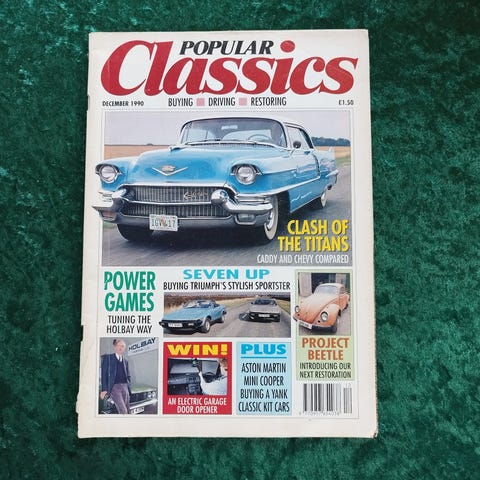 POPULAR
Classics
DECEMBER 1990
BUYING DRIVING RESTORING
£1.50
CLASH OF
THE TITANS
CADDY AND CHEVY COMPARED
POWER
GAMES
TUNING THE
HOLBAY WAY
SEVEN UP
BUYING TRIUMPH'S STYLISH SPORTSTER
PROJECT
BEETLE
INTRODUCING OUR
NEXT RESTORATION
HOLBAY
WIN!
AN ELECTRIC GARAGE
DOOR OPENER
PLUS
ASTON MARTIN
MINI COOPER
BUYING A YANK
CLASSIC KIT CARS